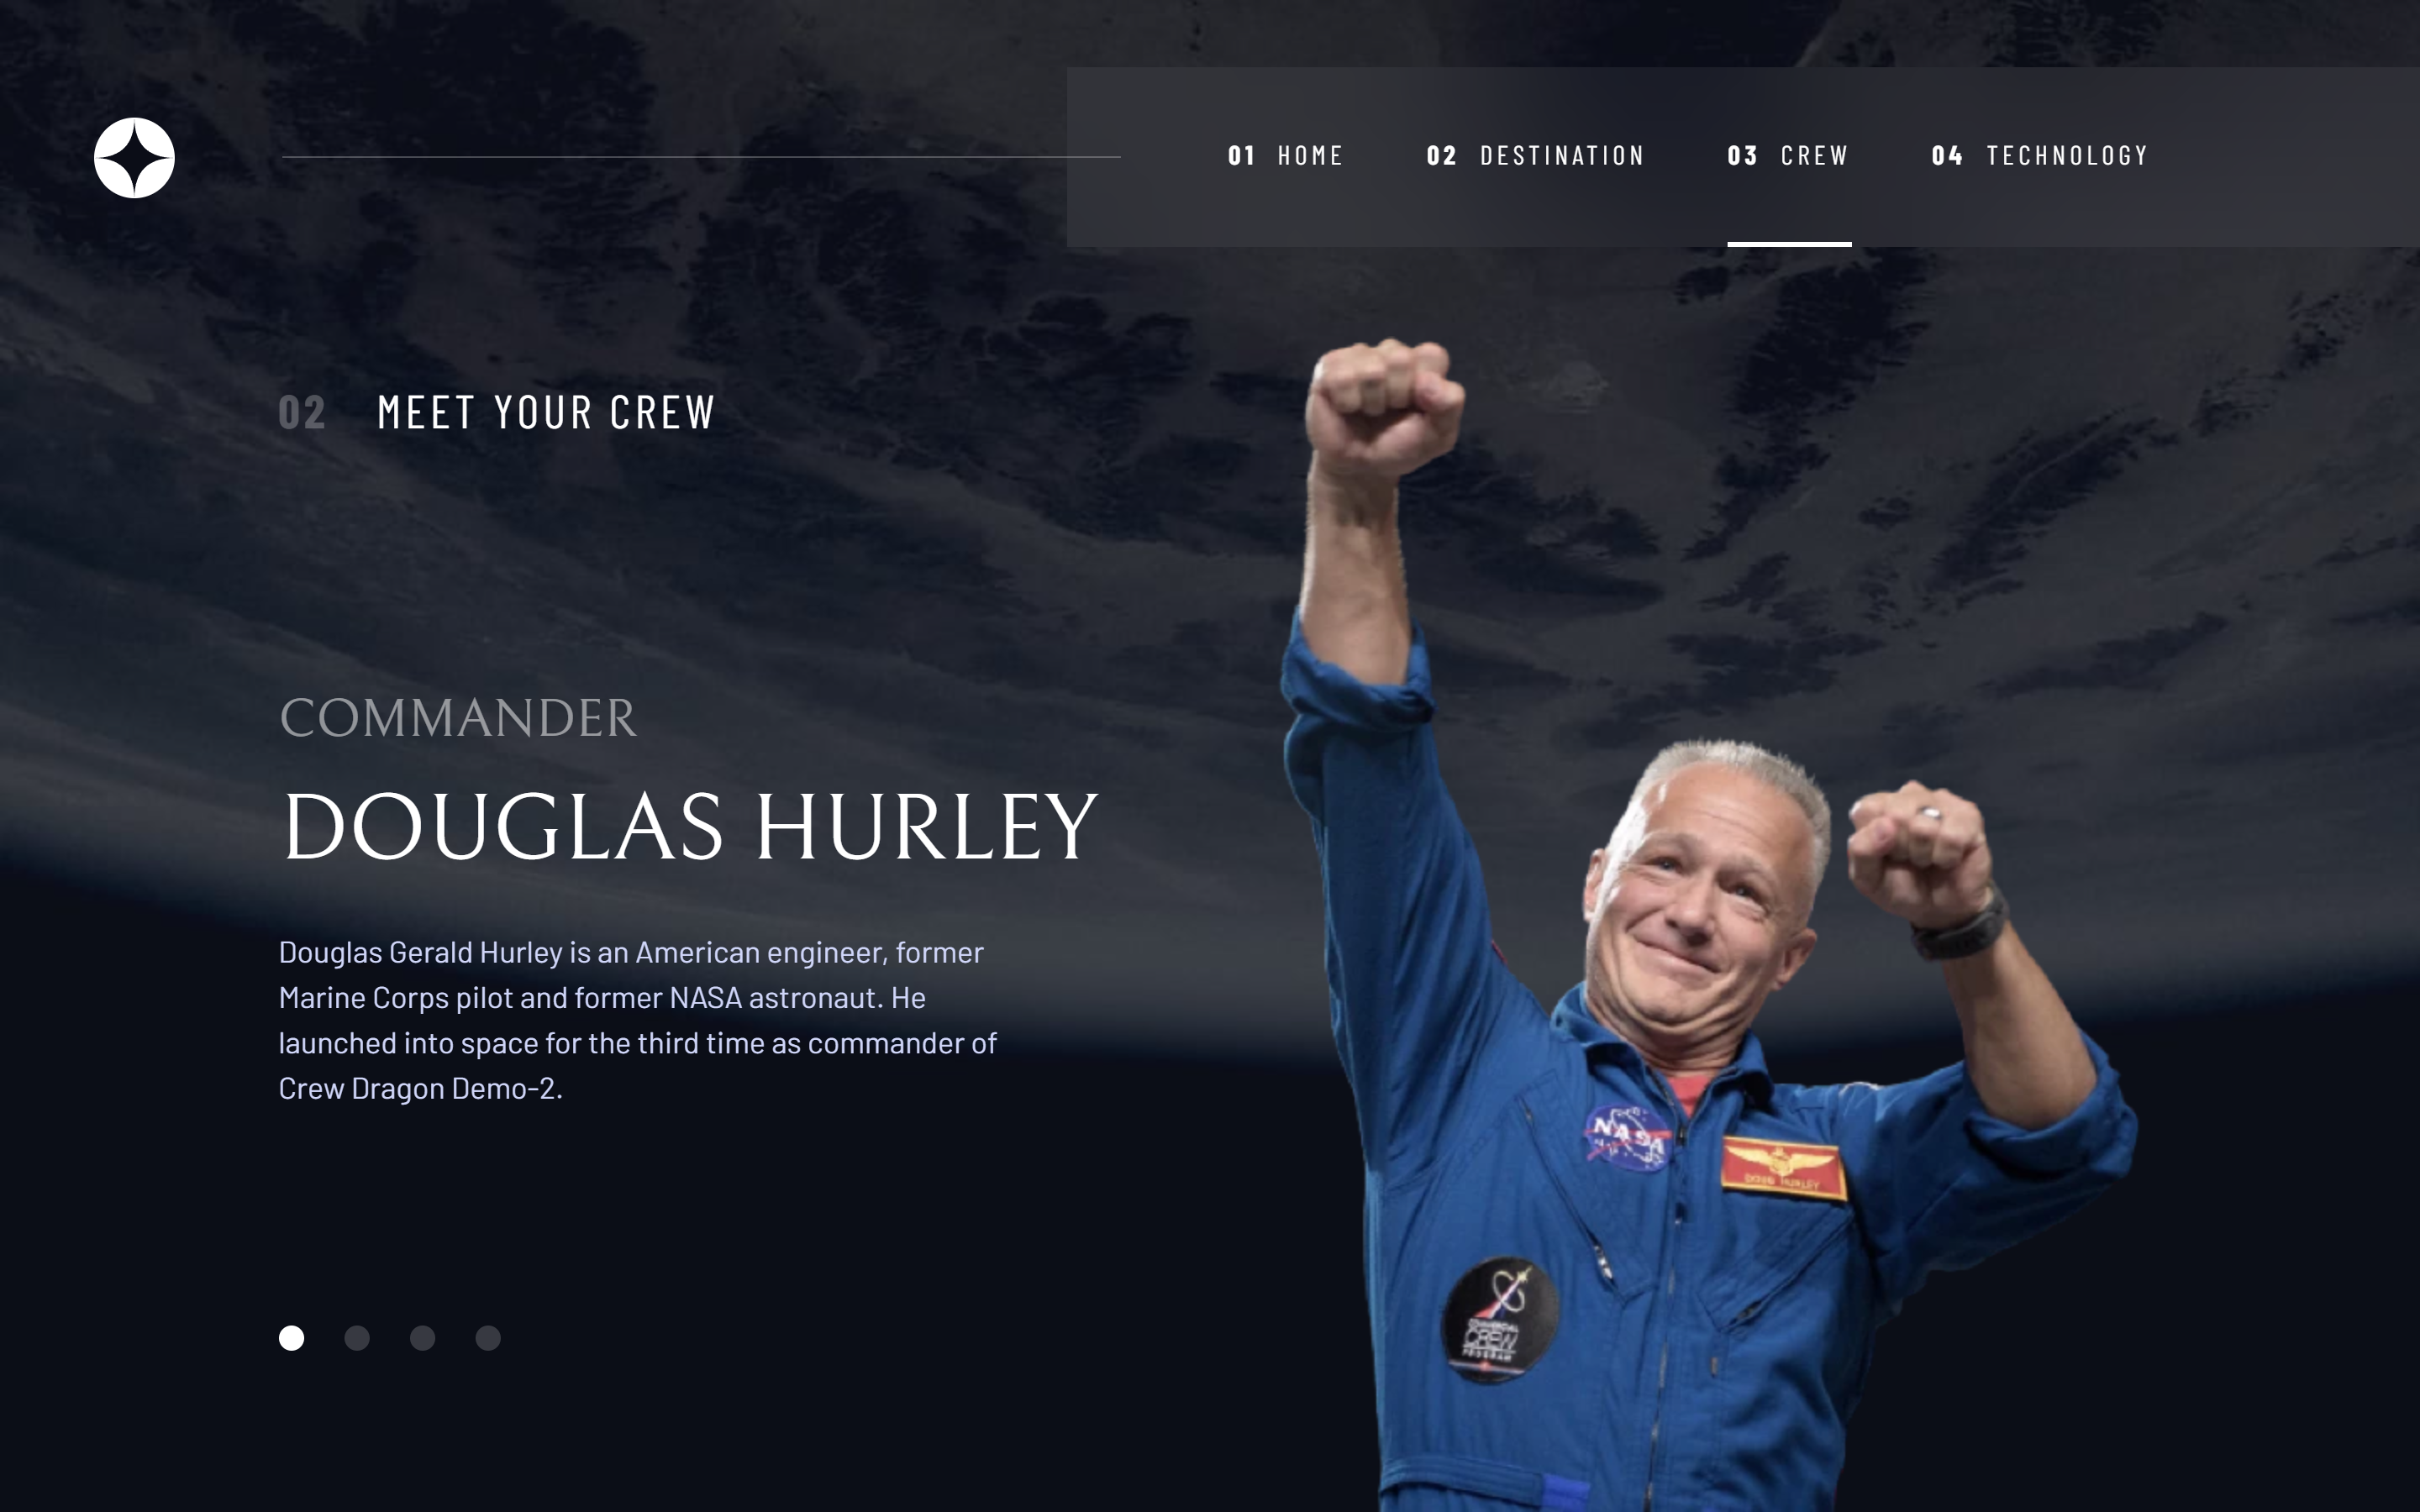 01 HOME 02 DESTINATION 03 CREW 04 TECHNOLOGY
02 MEET YOUR CREW
COMMANDER
DOUGLAS HURLEY
Douglas Gerald Hurley is an American engineer, former
Marine Corps pilot and former NASA astronaut. He
launched into space for the third time as commander of
Crew Dragon Demo-2.
NASA
DOUG HURLEY
COMMERCIAL
CREW
PROGRAM